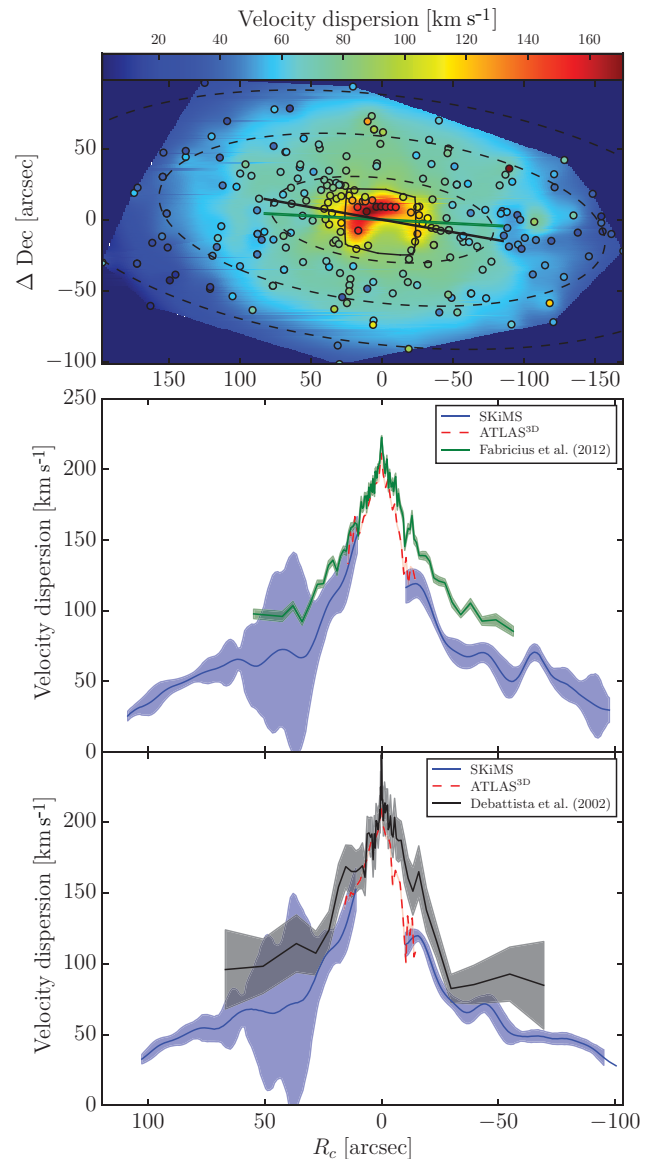 Velocity dispersion [km s-1]
20 40 60 80 100 120 140 160
Δ Dec [arcsec]
50
0
−50
−100
150 100 50 0 −50 −100 −150
Velocity dispersion [km s-1]
250
200
150
100
50
0
SKiMS
ATLAS3D
Fabricius et al. (2012)
Velocity dispersion [km s-1]
200
150
100
50
0
SKiMS
ATLAS3D
Debattista et al. (2002)
100 50 0 −50 −100
Rc [arcsec]